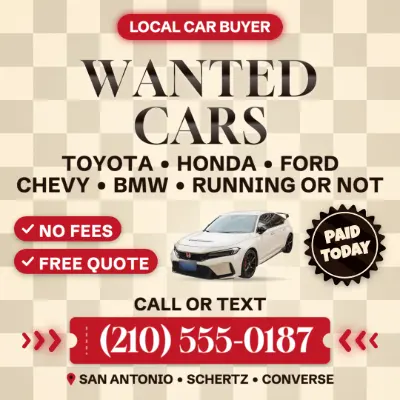 LOCAL CAR BUYER
WANTED
CARS
TOYOTA • HONDA • FORD
CHEVY • BMW • RUNNING OR NOT
NO FEES
FREE QUOTE
PAID
TODAY
CALL OR TEXT
(210) 555-0187
SAN ANTONIO • SCHERTZ • CONVERSE